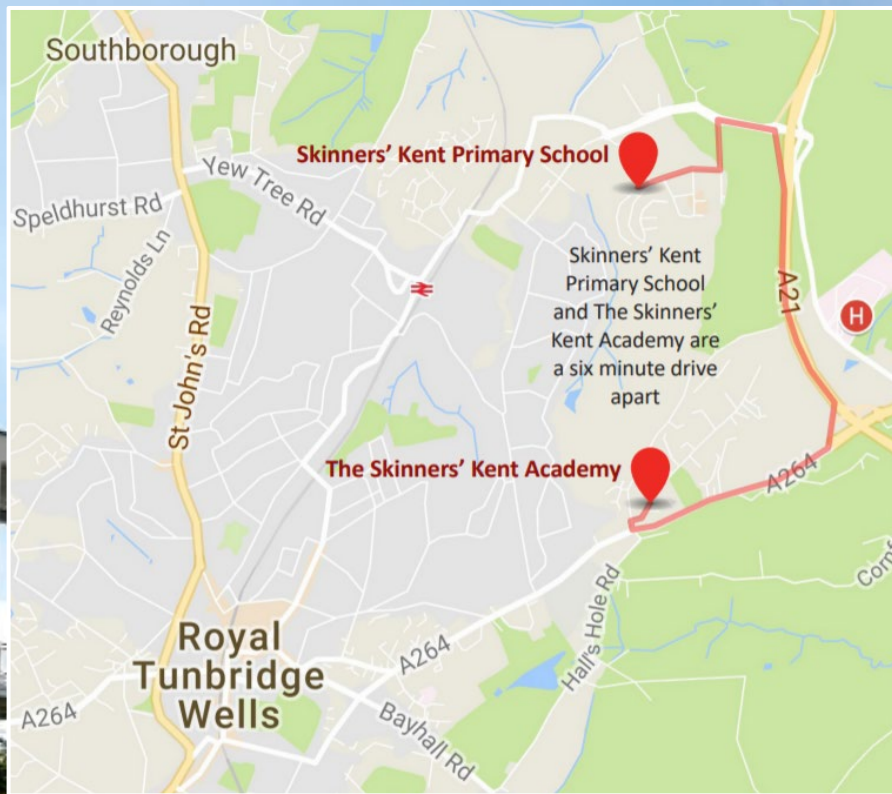 Southborough
Skinners' Kent Primary School
Yew Tree Rd
Speldhurst Rd
Reynolds Ln
St John's Rd
Skinners' Kent
Primary School
and The Skinners'
Kent Academy are
a six minute drive
apart
A21
H
The Skinners' Kent Academy
A264
Hall's Hole Rd
Royal
Tunbridge
Wells
A264
A264
Bayhall Rd